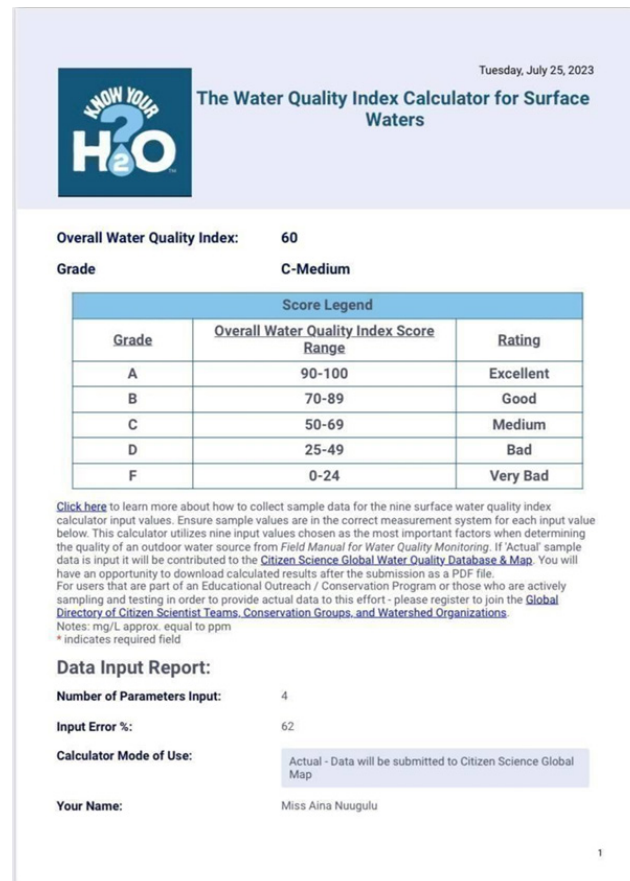 Tuesday, July 25, 2023
KNOW YOUR
?
H2O™
The Water Quality Index Calculator for Surface
Waters
Overall Water Quality Index: 60
Grade C-Medium
Score Legend
Grade Overall Water Quality Index Score Range Rating
A 90-100 Excellent
B 70-89 Good
C 50-69 Medium
D 25-49 Bad
F 0-24 Very Bad
Click here to learn more about how to collect sample data for the nine surface water quality index
calculator input values. Ensure sample values are in the correct measurement system for each input value
below. This calculator utilizes nine input values chosen as the most important factors when determining
the quality of an outdoor water source from Field Manual for Water Quality Monitoring. If 'Actual' sample
data is input it will be contributed to the Citizen Science Global Water Quality Database & Map. You will
have an opportunity to download calculated results after the submission as a PDF file.
For users that are part of an Educational Outreach / Conservation Program or those who are actively
sampling and testing in order to provide actual data to this effort - please register to join the Global
Directory of Citizen Scientist Teams, Conservation Groups, and Watershed Organizations.
Notes: mg/L approx. equal to ppm
* indicates required field
Data Input Report:
Number of Parameters Input: 4
Input Error %: 62
Calculator Mode of Use: Actual - Data will be submitted to Citizen Science Global
Map
Your Name: Miss Aina Nuugulu
1